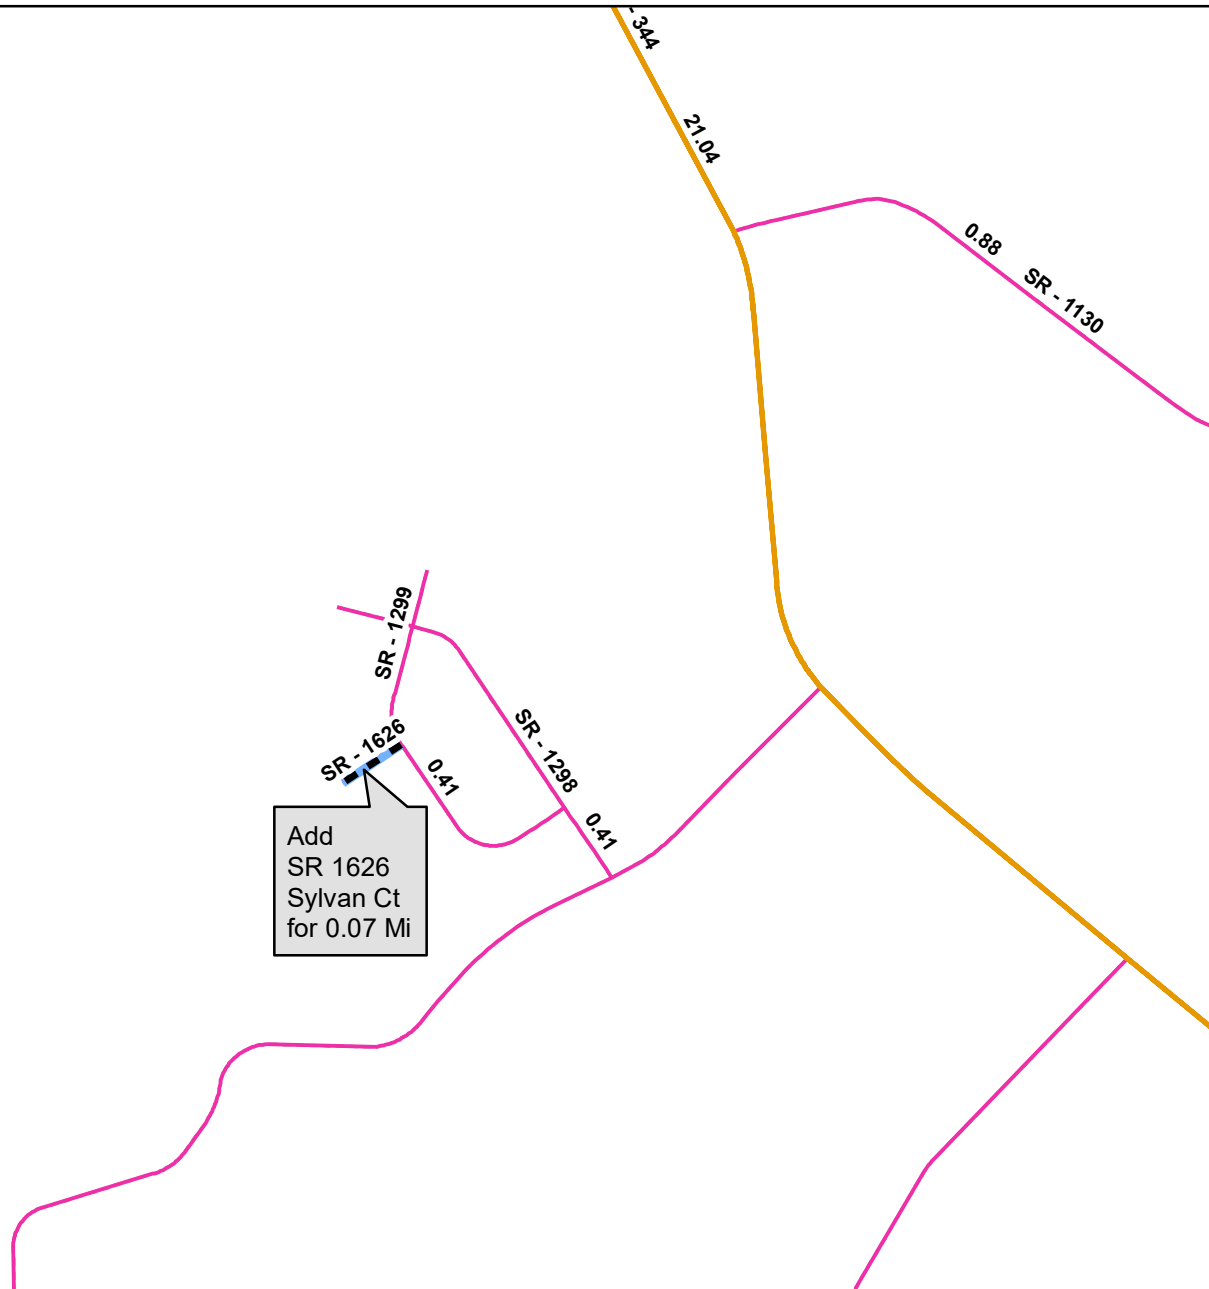 - 344
21.04
0.88
SR - 1130
SR - 1299
SR - 1626
SR - 1298
0.41
0.41
Add
SR 1626
Sylvan Ct
for 0.07 Mi